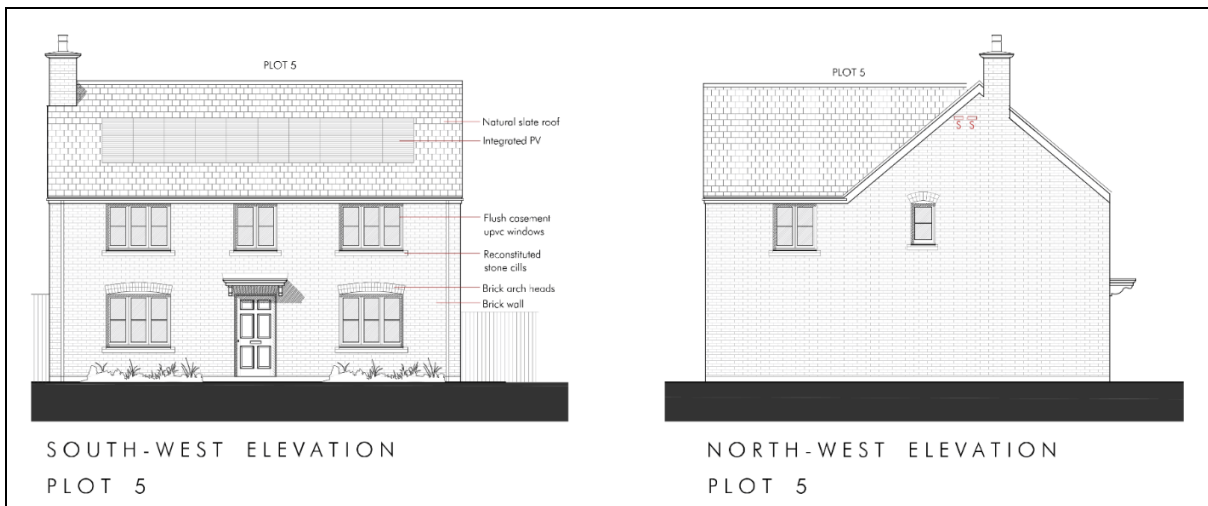 PLOT 5
Natural slate roof
Integrated PV
Flush casement
upvc windows
Reconstituted
stone cills
Brick arch heads
Brick wall
SOUTH-WEST ELEVATION
PLOT 5
PLOT 5
S S
NORTH-WEST ELEVATION
PLOT 5